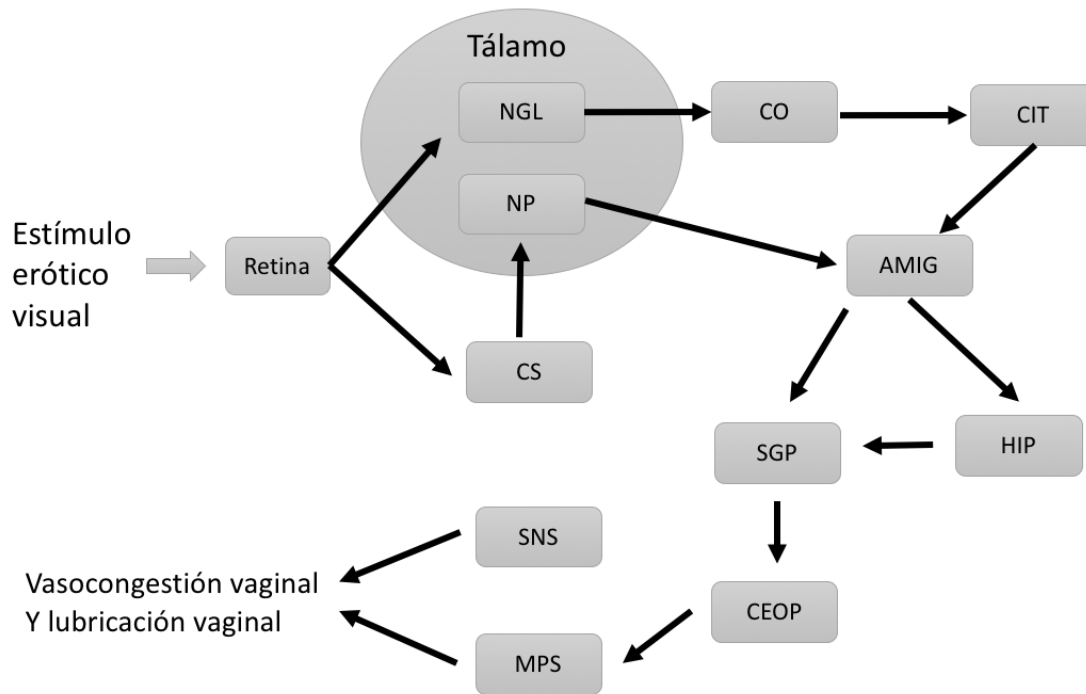 Tálamo
NGL
CO
CIT
NP
Estímulo
erótico
visual
Retina
AMIG
CS
SGP
HIP
SNS
Vasocongestión vaginal
Y lubricación vaginal
CEOP
MPS